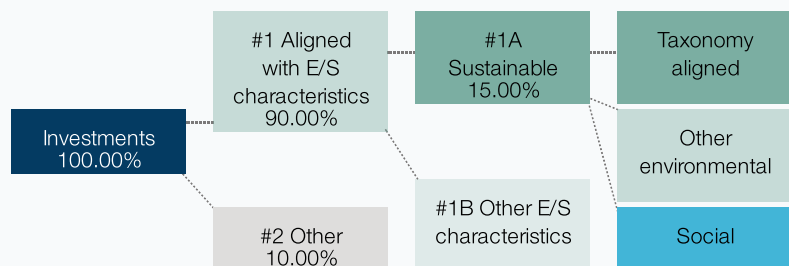 Investments
100.00%
#1 Aligned
with E/S
characteristics
90.00%
#2 Other
10.00%
#1A
Sustainable
15.00%
#1B Other E/S
characteristics
Taxonomy
aligned
Other
environmental
Social